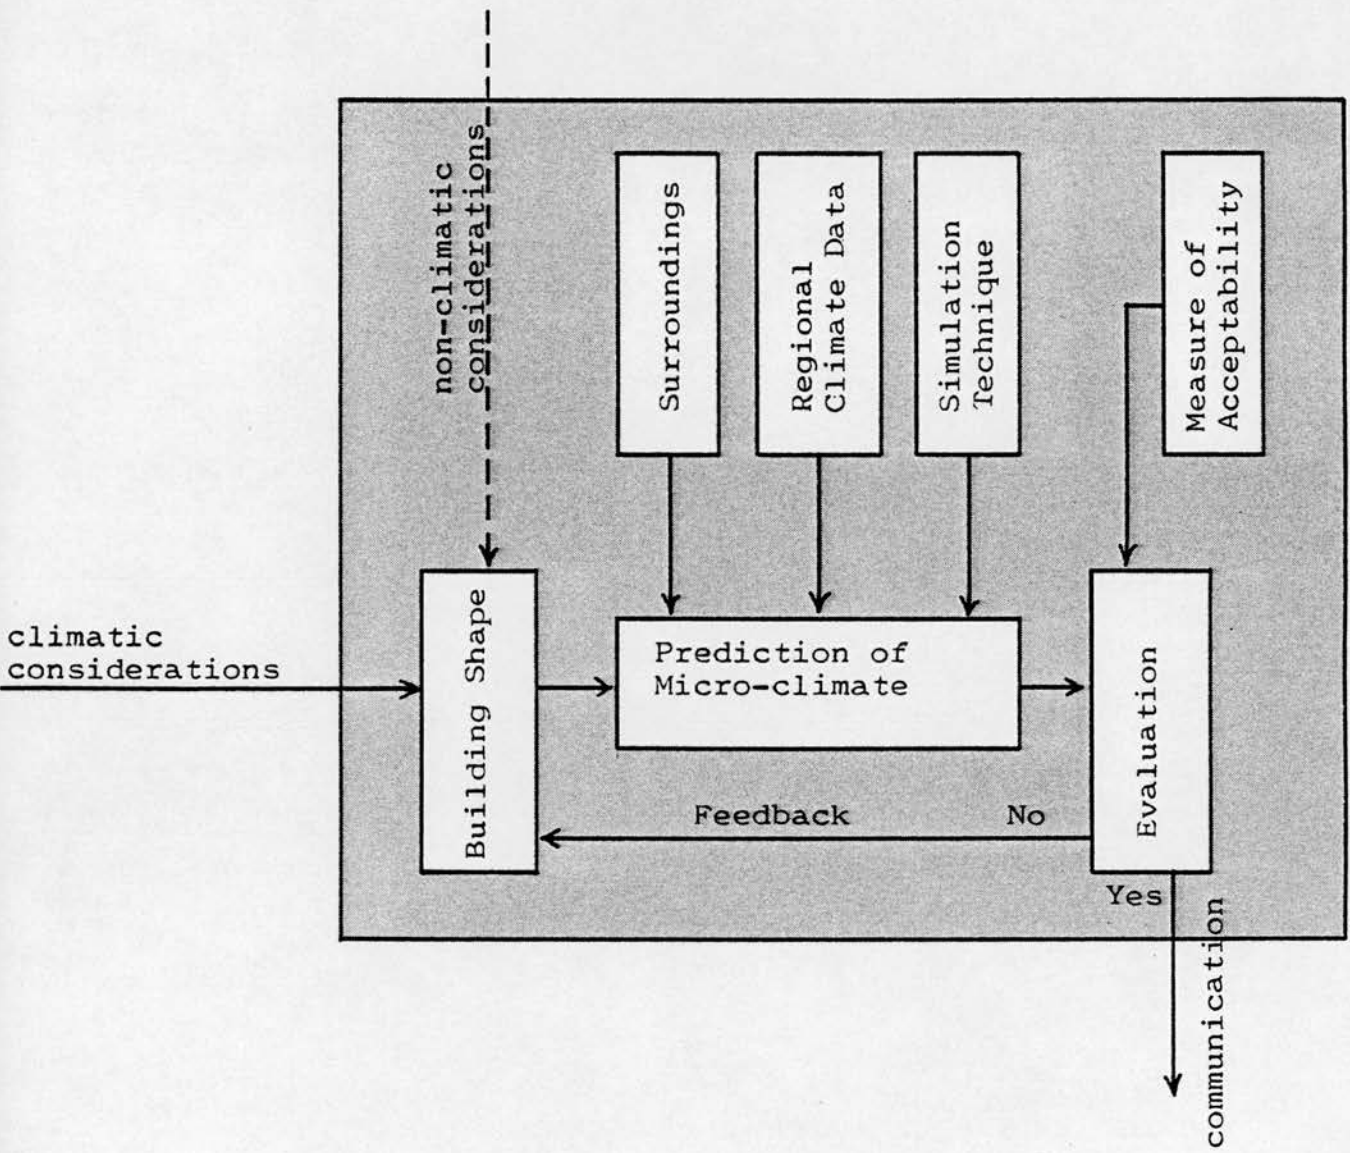 non-climatic
considerations
Surroundings
Regional
Climate Data
Simulation
Technique
Measure of
Acceptability
climatic
considerations
Building Shape
Prediction of
Micro-climate
Evaluation
Feedback
No
Yes
communication